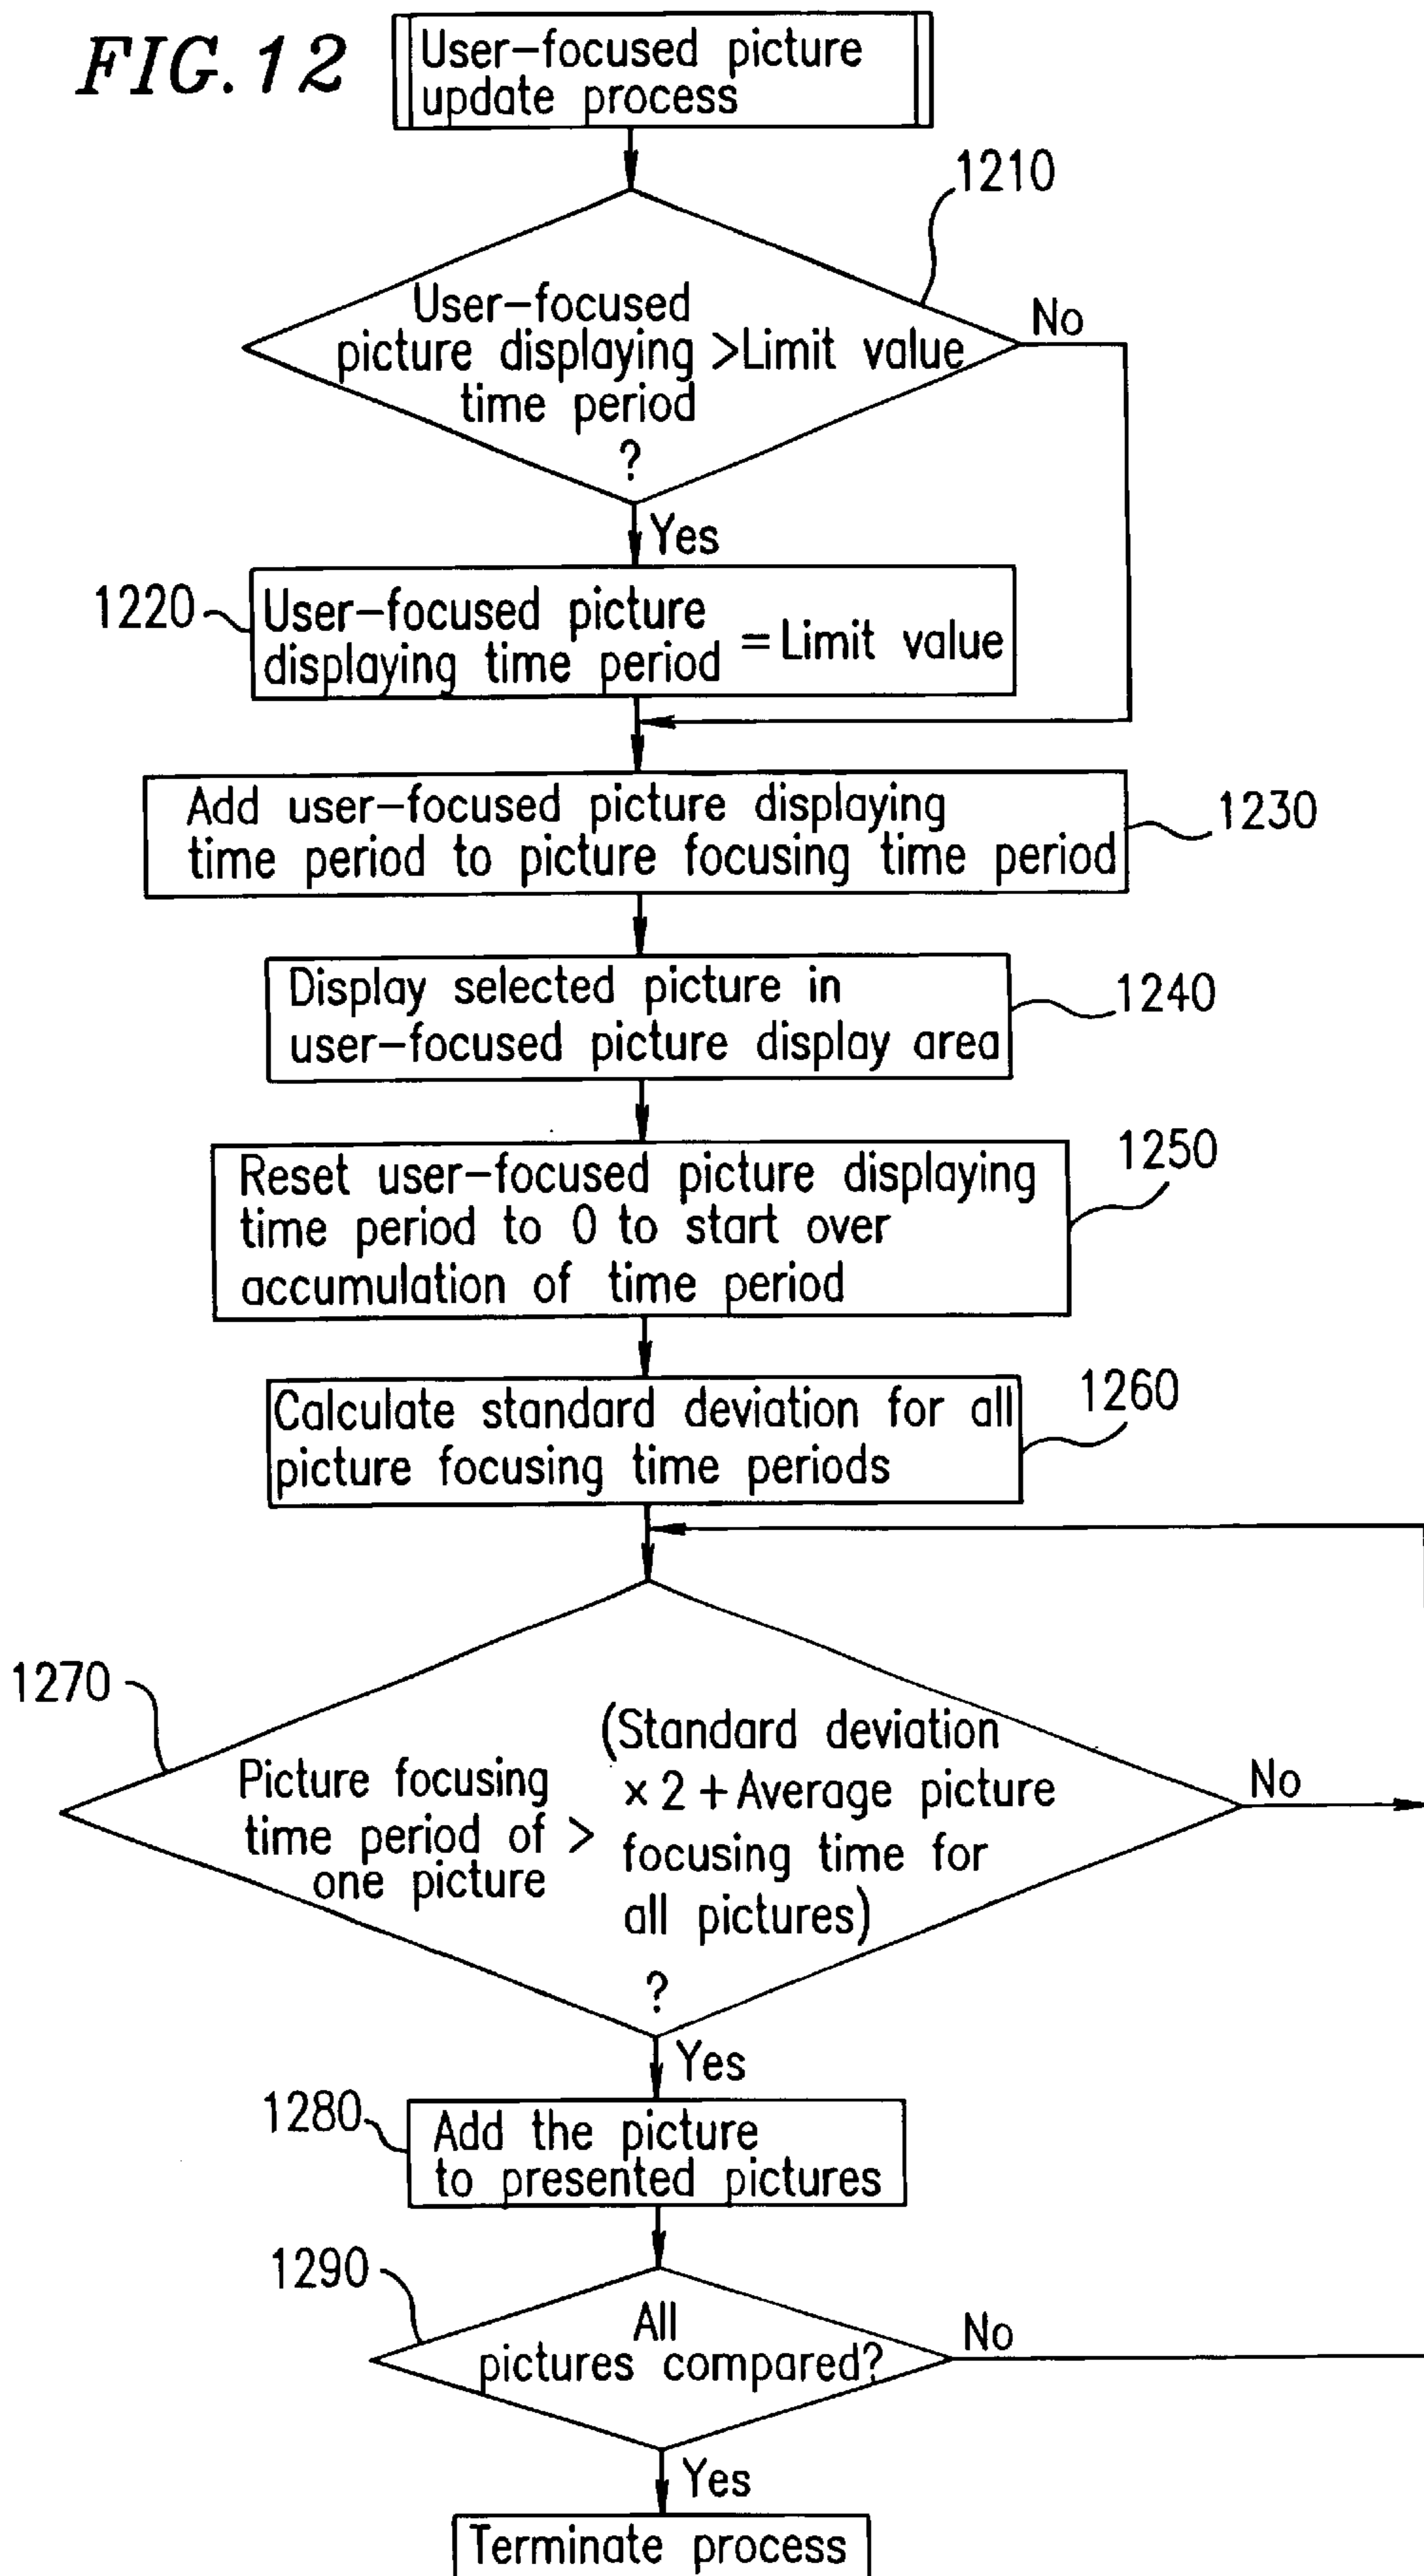 FIG.12
User-focused picture
update process
1210
User-focused
picture displaying >Limit value
time period
?
No
Yes
1220
User-focused picture
displaying time period = Limit value
Add user-focused picture displaying
time period to picture focusing time period
1230
Display selected picture in
user-focused picture display area
1240
Reset user-focused picture displaying
time period to 0 to start over
accumulation of time period
1250
Calculate standard deviation for all
picture focusing time periods
1260
1270
Picture focusing
time period of >
one picture
(Standard deviation
×2+Average picture
focusing time for
all pictures)
?
No
Yes
1280
Add the picture
to presented pictures
1290
All
pictures compared?
No
Yes
Terminate process